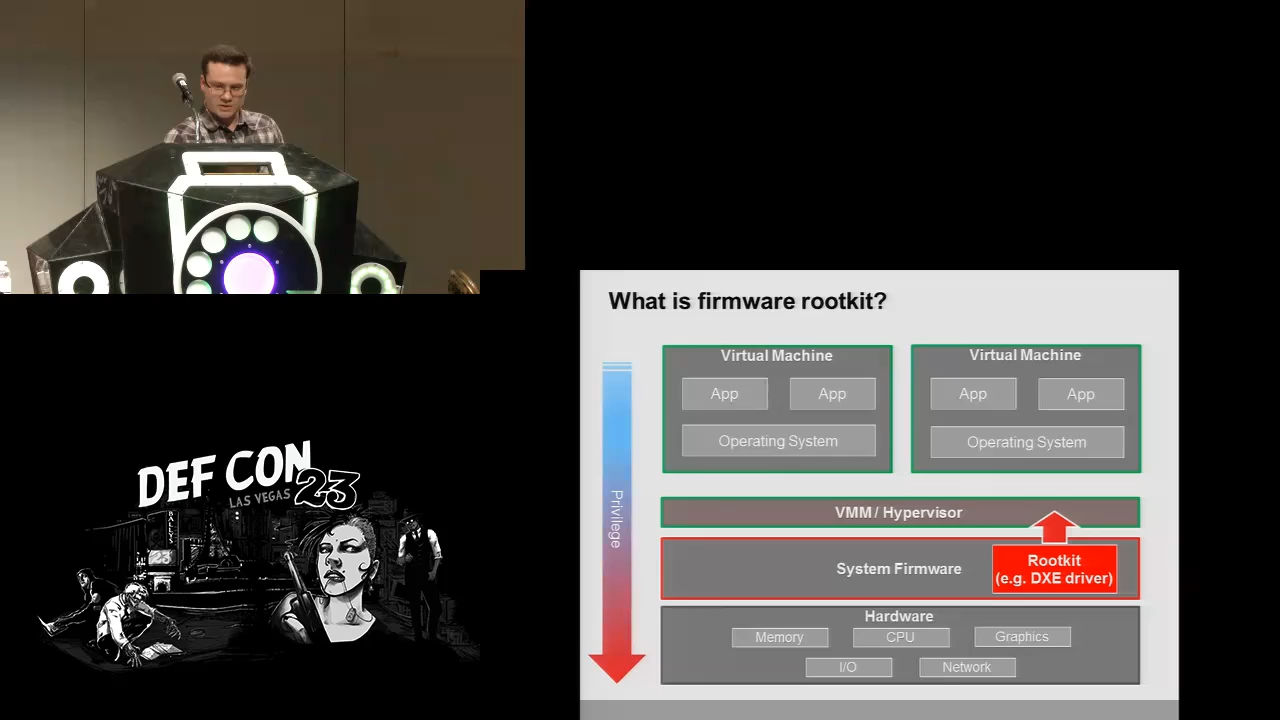 What is firmware rootkit?
Virtual Machine
Virtual Machine
App
App
App
App
Operating System
Operating System
Privilege
VMM / Hypervisor
System Firmware
Rootkit
(e.g. DXE driver)
Hardware
Memory
CPU
Graphics
I/O
Network
DEF CON
LAS VEGAS 23
BALLYS